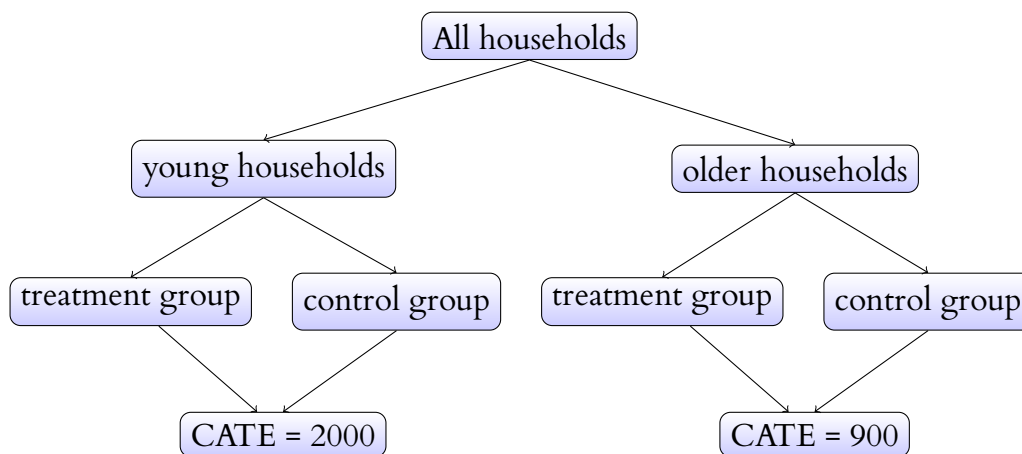 All households
young households
older households
treatment group
control group
treatment group
control group
CATE = 2000
CATE = 900